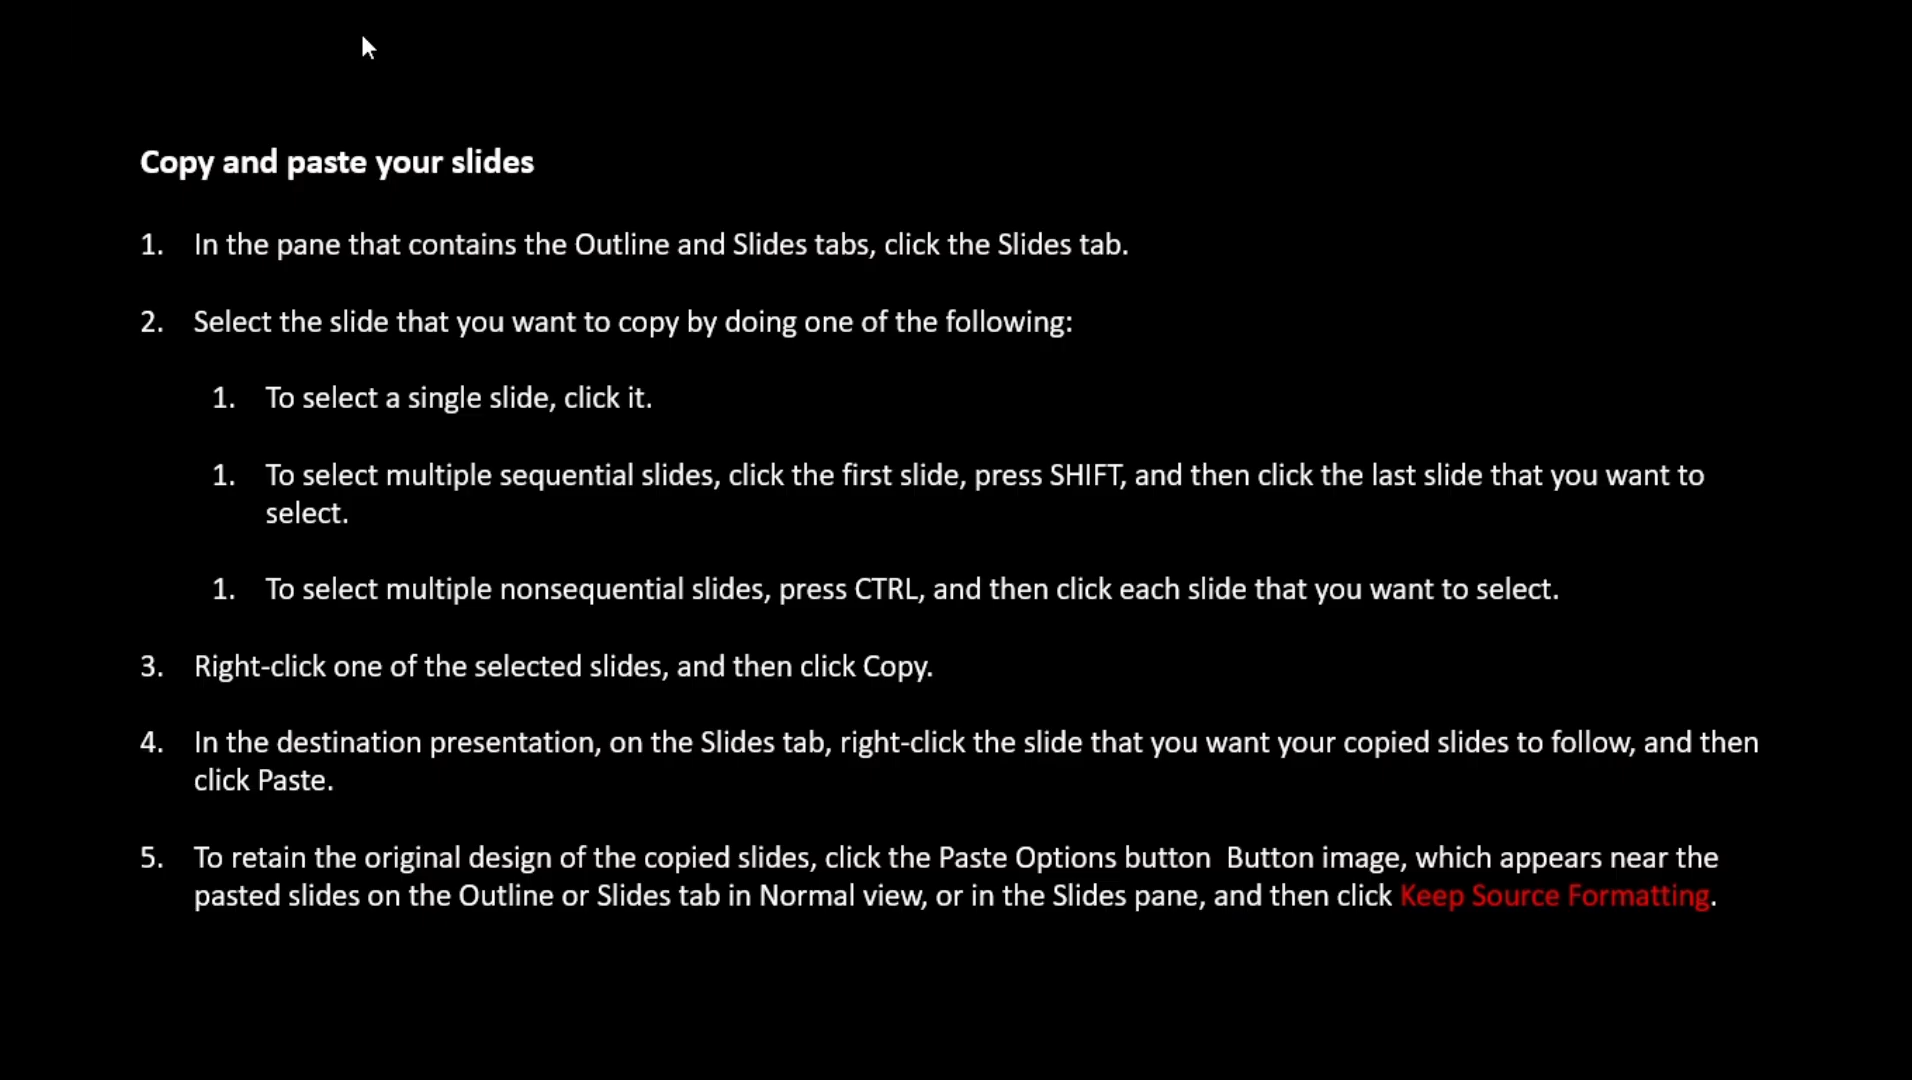 Copy and paste your slides
1. In the pane that contains the Outline and Slides tabs, click the Slides tab.
2. Select the slide that you want to copy by doing one of the following:
1. To select a single slide, click it.
1. To select multiple sequential slides, click the first slide, press SHIFT, and then click the last slide that you want to
select.
1. To select multiple nonsequential slides, press CTRL, and then click each slide that you want to select.
3. Right-click one of the selected slides, and then click Copy.
4. In the destination presentation, on the Slides tab, right-click the slide that you want your copied slides to follow, and then
click Paste.
5. To retain the original design of the copied slides, click the Paste Options button  Button image, which appears near the
pasted slides on the Outline or Slides tab in Normal view, or in the Slides pane, and then click Keep Source Formatting.